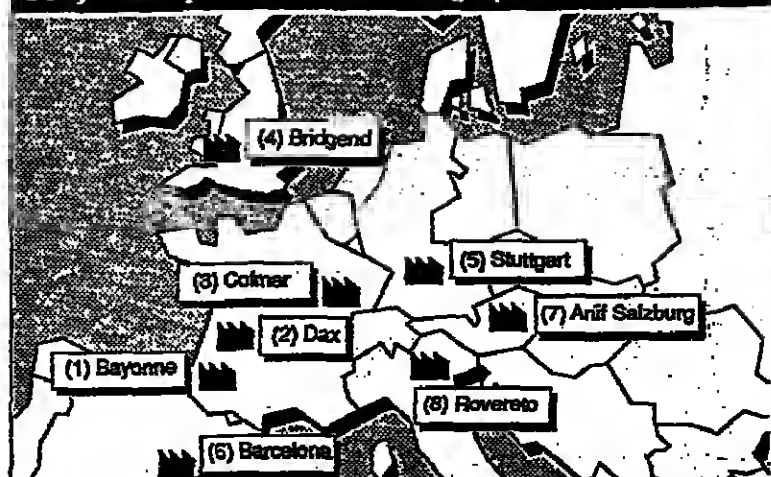 (4) Bridgend
(5) Stuttgart
(3) Colmar
(7) Anif Salzburg
(2) Dax
(1) Bayonne
(8) Rovereto
(6) Barcelona